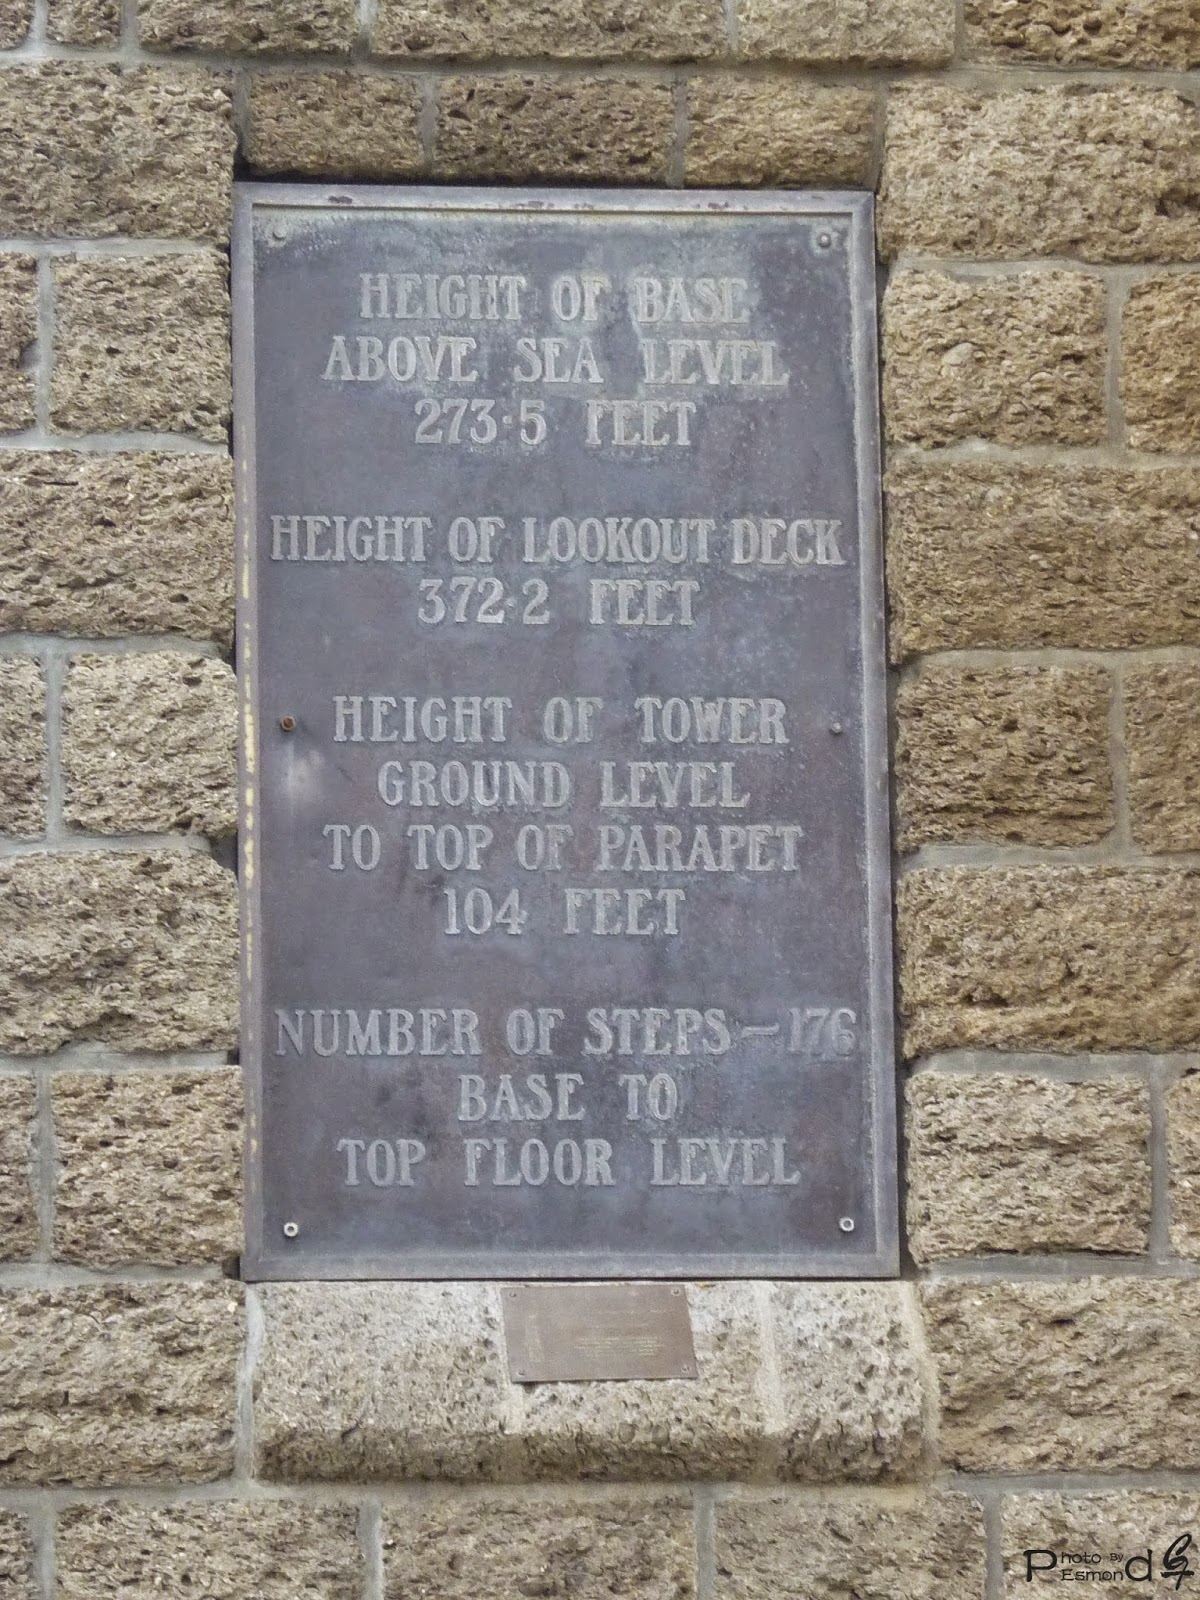 HEIGHT OF BASE
ABOVE SEA LEVEL
273·5 FEET
HEIGHT OF LOOKOUT DECK
372·2 FEET
HEIGHT OF TOWER
GROUND LEVEL
TO TOP OF PARAPET
104 FEET
NUMBER OF STEPS — 176
BASE TO
TOP FLOOR LEVEL
Photo By
Esmond